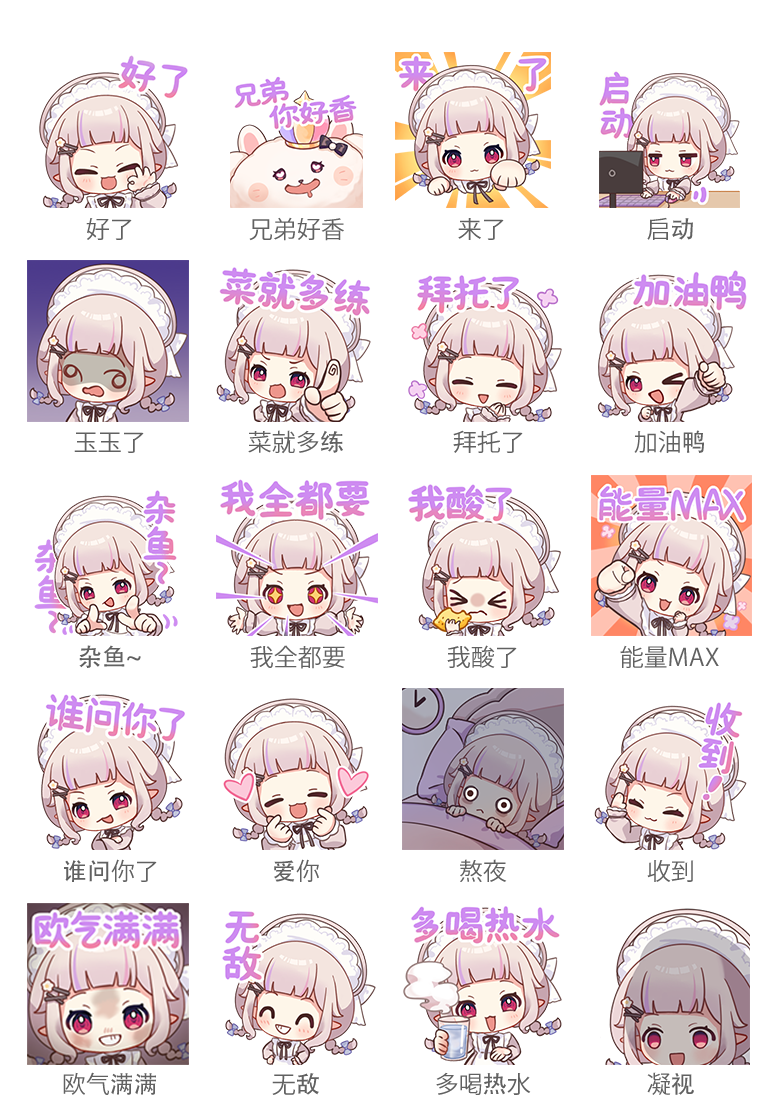 好了
兄弟
你好香
来 了
启动
好了
兄弟好香
来了
启动
菜就多练
拜托了
加油鸭
玉玉了
菜就多练
拜托了
加油鸭
杂鱼~
杂鱼~
我全都要
我酸了
能量MAX
杂鱼~
我全都要
我酸了
能量MAX
谁问你了
收到!
谁问你了
爱你
熬夜
收到
欧气满满
无敌
多喝热水
欧气满满
无敌
多喝热水
凝视